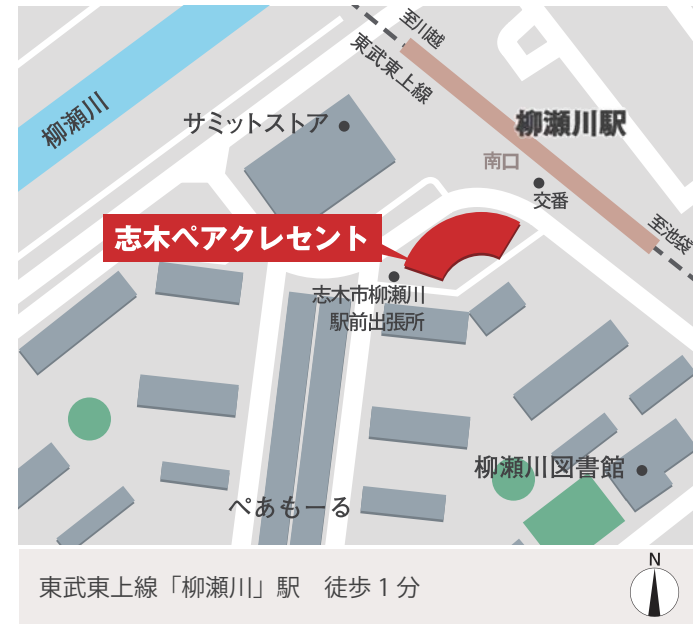 至川越
東武東上線
柳瀬川
サミットストア
柳瀬川駅
南口
交番
志木ペアクレセント
至池袋
志木市柳瀬川
駅前出張所
柳瀬川図書館
ぺあもーる
東武東上線「柳瀬川」駅　徒歩1分
N